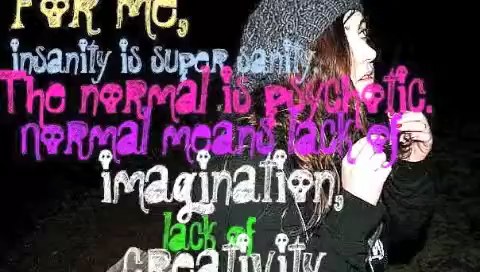 For me,
insanity is super sanity
The normal is psychotic.
normal means lack of
imagination,
lack of
creativity